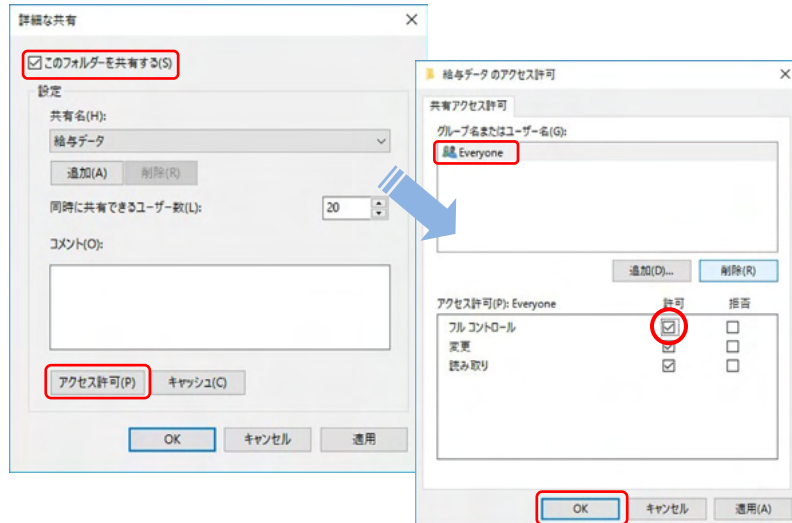 詳細な共有
このフォルダーを共有する(S)
設定
共有名(H):
給与データ
追加(A) 削除(R)
同時に共有できるユーザー数(L): 20
コメント(O):
アクセス許可(P) キャッシュ(C)
OK キャンセル 適用
給与データ のアクセス許可
共有アクセス許可
グループ名またはユーザー名(G):
Everyone
追加(D)... 削除(R)
アクセス許可(P): Everyone 許可 拒否
フル コントロール
変更
読み取り
OK キャンセル 適用(A)